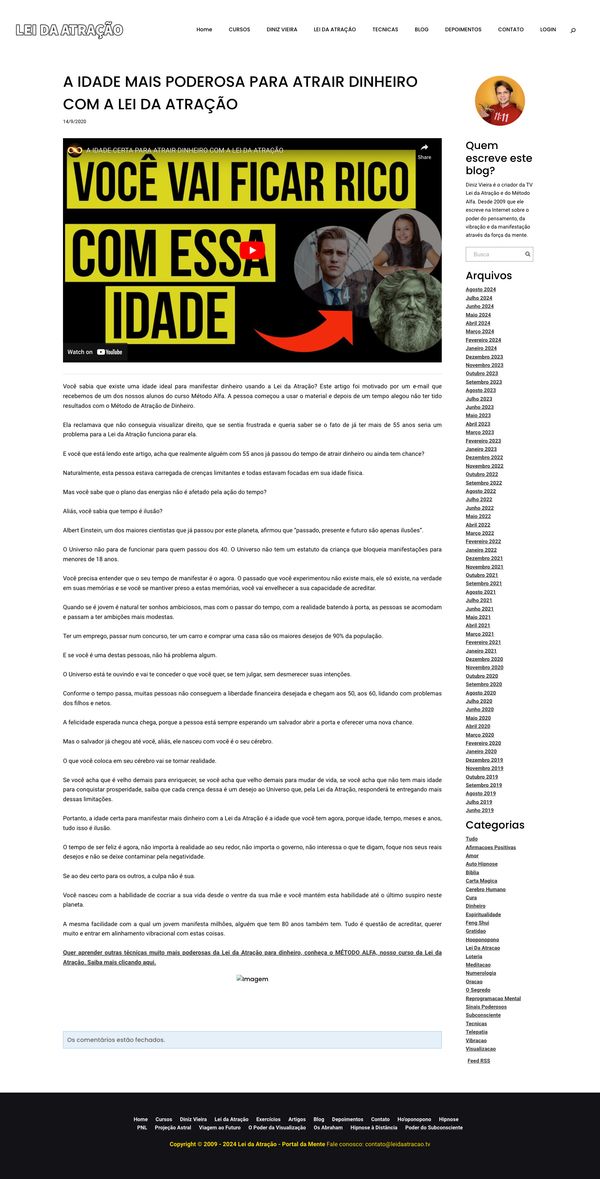 LEI DA ATRAÇÃO
Home CURSOS DINIZ VIEIRA LEI DA ATRAÇÃO TECNICAS BLOG DEPOIMENTOS CONTATO LOGIN
A IDADE MAIS PODEROSA PARA ATRAIR DINHEIRO
COM A LEI DA ATRAÇÃO
14/9/2020
A IDADE CERTA PARA ATRAIR DINHEIRO COM A LEI DA ATRAÇÃO
Share
VOCÊ VAI FICAR RICO
COM ESSA
IDADE
Watch on YouTube
Você sabia que existe uma idade ideal para manifestar dinheiro usando a Lei da Atração? Este artigo foi motivado por um e-mail que
recebemos de um dos nossos alunos do curso Método Alfa. A pessoa começou a usar o material e depois de um tempo alegou não ter tido
resultados com o Método de Atração de Dinheiro.
Ela reclamava que não conseguia visualizar direito, que se sentia frustrada e queria saber se o fato de já ter mais de 55 anos seria um
problema para a Lei da Atração funciona parar ela.
E você que está lendo este artigo, acha que realmente alguém com 55 anos já passou do tempo de atrair dinheiro ou ainda tem chance?
Naturalmente, esta pessoa estava carregada de crenças limitantes e todas estavam focadas em sua idade física.
Mas você sabe que o plano das energias não é afetado pela ação do tempo?
Aliás, você sabia que tempo é ilusão?
Albert Einstein, um dos maiores cientistas que já passou por este planeta, afirmou que “passado, presente e futuro são apenas ilusões”.
O Universo não para de funcionar para quem passou dos 40. O Universo não tem um estatuto da criança que bloqueia manifestações para
menores de 18 anos.
Você precisa entender que o seu tempo de manifestar é o agora. O passado que você experimentou não existe mais, ele só existe, na verdade
em suas memórias e se você se mantiver preso a estas memórias, você vai envelhecer a sua capacidade de acreditar.
Quando se é jovem é natural ter sonhos ambiciosos, mas com o passar do tempo, com a realidade batendo à porta, as pessoas se acomodam
e passam a ter ambições mais modestas.
Ter um emprego, passar num concurso, ter um carro e comprar uma casa são os maiores desejos de 90% da população.
E se você é uma destas pessoas, não há problema algum.
O Universo está te ouvindo e vai te conceder o que você quer, se tem julgar, sem desmerecer suas intenções.
Conforme o tempo passa, muitas pessoas não conseguem a liberdade financeira desejada e chegam aos 50, aos 60, lidando com problemas
dos filhos e netos.
A felicidade esperada nunca chega, porque a pessoa está sempre esperando um salvador abrir a porta e oferecer uma nova chance.
Mas o salvador já chegou até você, aliás, ele nasceu com você é o seu cérebro.
O que você coloca em seu cérebro vai se tornar realidade.
Se você acha que é velho demais para enriquecer, se você acha que velho demais para mudar de vida, se você acha que não tem mais idade
para conquistar prosperidade, saiba que cada crença dessa é um desejo ao Universo que, pela Lei da Atração, responderá te entregando mais
dessas limitações.
Portanto, a idade certa para manifestar mais dinheiro com a Lei da Atração é a idade que você tem agora, porque idade, tempo, meses e anos,
tudo isso é ilusão.
O tempo de ser feliz é agora, não importa à realidade ao seu redor, não importa o governo, não interessa o que te digam, foque nos seus reais
desejos e não se deixe contaminar pela negatividade.
Se ao deu certo para os outros, a culpa não é sua.
Você nasceu com a habilidade de cocriar a sua vida desde o ventre da sua mãe e você mantém esta habilidade até o último suspiro neste
planeta.
A mesma facilidade com a qual um jovem manifesta milhões, alguém que tem 80 anos também tem. Tudo é questão de acreditar, querer
muito e entrar em alinhamento vibracional com estas coisas.
Quer aprender outras técnicas muito mais poderosas da Lei da Atração para dinheiro, conheça o MÉTODO ALFA, nosso curso da Lei da
Atração. Saiba mais clicando aqui.
Imagem
Os comentários estão fechados.
11:11
Quem
escreve este
blog?
Diniz Vieira é o criador da TV
Lei da Atração e do Método
Alfa. Desde 2009 que ele
escreve na Internet sobre o
poder do pensamento, da
vibração e da manifestação
através da força da mente.
Busca
Arquivos
Agosto 2024
Julho 2024
Junho 2024
Maio 2024
Abril 2024
Março 2024
Fevereiro 2024
Janeiro 2024
Dezembro 2023
Novembro 2023
Outubro 2023
Setembro 2023
Agosto 2023
Julho 2023
Junho 2023
Maio 2023
Abril 2023
Março 2023
Fevereiro 2023
Janeiro 2023
Dezembro 2022
Novembro 2022
Outubro 2022
Setembro 2022
Agosto 2022
Julho 2022
Junho 2022
Maio 2022
Abril 2022
Março 2022
Fevereiro 2022
Janeiro 2022
Dezembro 2021
Novembro 2021
Outubro 2021
Setembro 2021
Agosto 2021
Julho 2021
Junho 2021
Maio 2021
Abril 2021
Março 2021
Fevereiro 2021
Janeiro 2021
Dezembro 2020
Novembro 2020
Outubro 2020
Setembro 2020
Agosto 2020
Julho 2020
Junho 2020
Maio 2020
Abril 2020
Março 2020
Fevereiro 2020
Janeiro 2020
Dezembro 2019
Novembro 2019
Outubro 2019
Setembro 2019
Agosto 2019
Julho 2019
Junho 2019
Categorias
Tudo
Afirmacoes Positivas
Amor
Auto Hipnose
Biblia
Carta Magica
Cerebro Humano
Cura
Dinheiro
Espiritualidade
Feng Shui
Gratidao
Hooponopono
Lei Da Atracao
Loteria
Meditacao
Numerologia
Oracao
O Segredo
Reprogramacao Mental
Sinais Poderosos
Subconsciente
Tecnicas
Telepatia
Vibracao
Visualizacao
Feed RSS
Home Cursos Diniz Vieira Lei da Atração Exercícios Artigos Blog Depoimentos Contato Ho'oponopono Hipnose
PNL Projeção Astral Viagem ao Futuro O Poder da Visualização Os Abraham Hipnose à Distância Poder do Subconsciente
Copyright © 2009 - 2024 Lei da Atração - Portal da Mente Fale conosco: contato@leidaatracao.tv